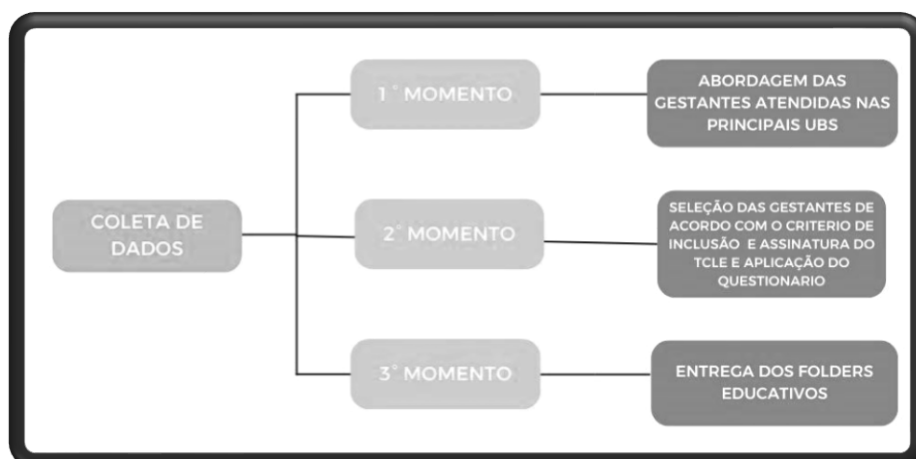 COLETA DE
DADOS
1° MOMENTO
ABORDAGEM DAS
GESTANTES ATENDIDAS NAS
PRINCIPAIS UBS
2° MOMENTO
SELEÇÃO DAS GESTANTES DE
ACORDO COM O CRITERIO DE
INCLUSÃO E ASSINATURA DO
TCLE E APLICAÇÃO DO
QUESTIONARIO
3° MOMENTO
ENTREGA DOS FOLDERS
EDUCATIVOS